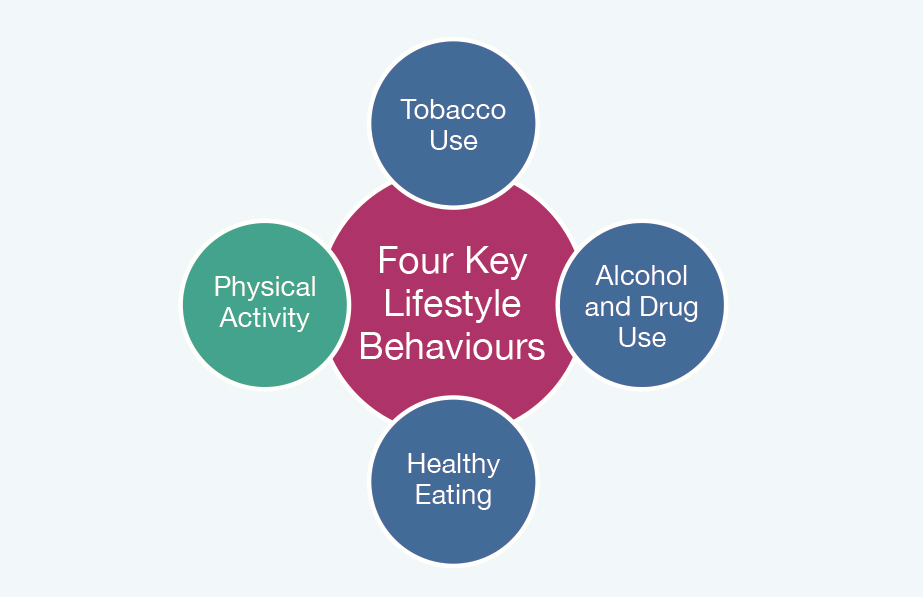 Tobacco
Use
Four Key
Lifestyle
Behaviours
Physical
Activity
Alcohol
and Drug
Use
Healthy
Eating